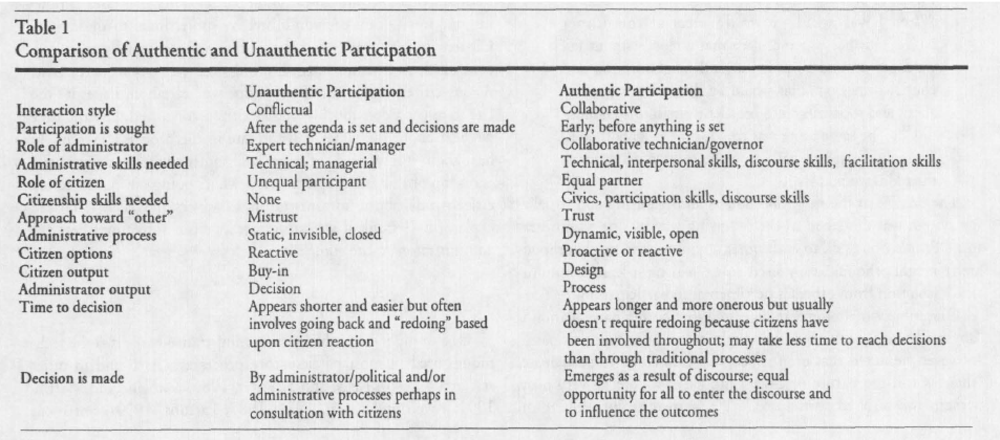 Table 1
Comparison of Authentic and Unauthentic Participation
Unauthentic Participation Authentic Participation
Interaction style Conflictual Collaborative
Participation is sought After the agenda is set and decisions are made Early; before anything is set
Role of administrator Expert technician/manager Collaborative technician/governor
Administrative skills needed Technical; managerial Technical, interpersonal skills, discourse skills, facilitation skills
Role of citizen Unequal participant Equal partner
Citizenship skills needed None Civics, participation skills, discourse skills
Approach toward “other” Mistrust Trust
Administrative process Static, invisible, closed Dynamic, visible, open
Citizen options Reactive Proactive or reactive
Citizen output Buy-in Design
Administrator output Decision Process
Time to decision Appears shorter and easier but often Appears longer and more onerous but usually
involves going back and “redoing” based doesn't require redoing because citizens have
upon citizen reaction been involved throughout; may take less time to reach decisions
than through traditional processes
Decision is made By administrator/political and/or Emerges as a result of discourse; equal
administrative processes perhaps in opportunity for all to enter the discourse and
consultation with citizens to influence the outcomes